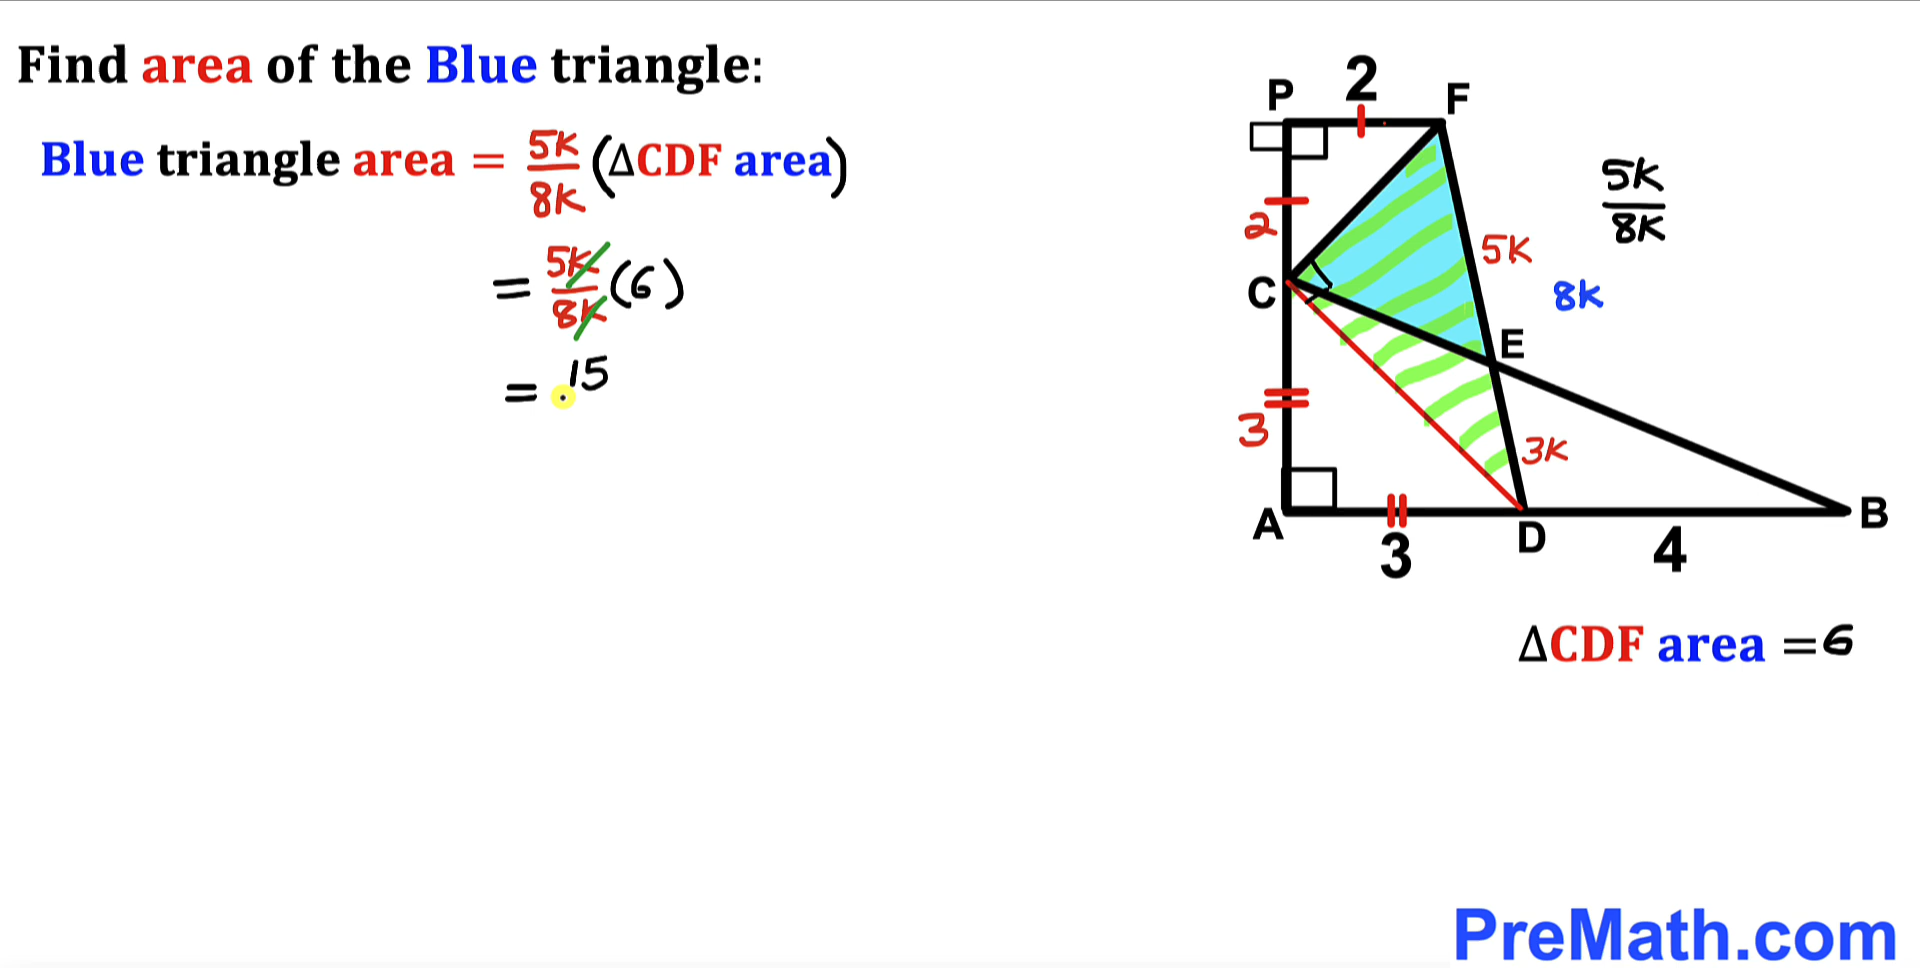 Find area of the Blue triangle:
Blue triangle area = 5K/8K (ΔCDF area)
= 5K/8K (6)
= 15
P 2 F
2
C
5K
5K/8K
8K
E
3
3K
A 3 D 4 B
ΔCDF area = 6
PreMath.com